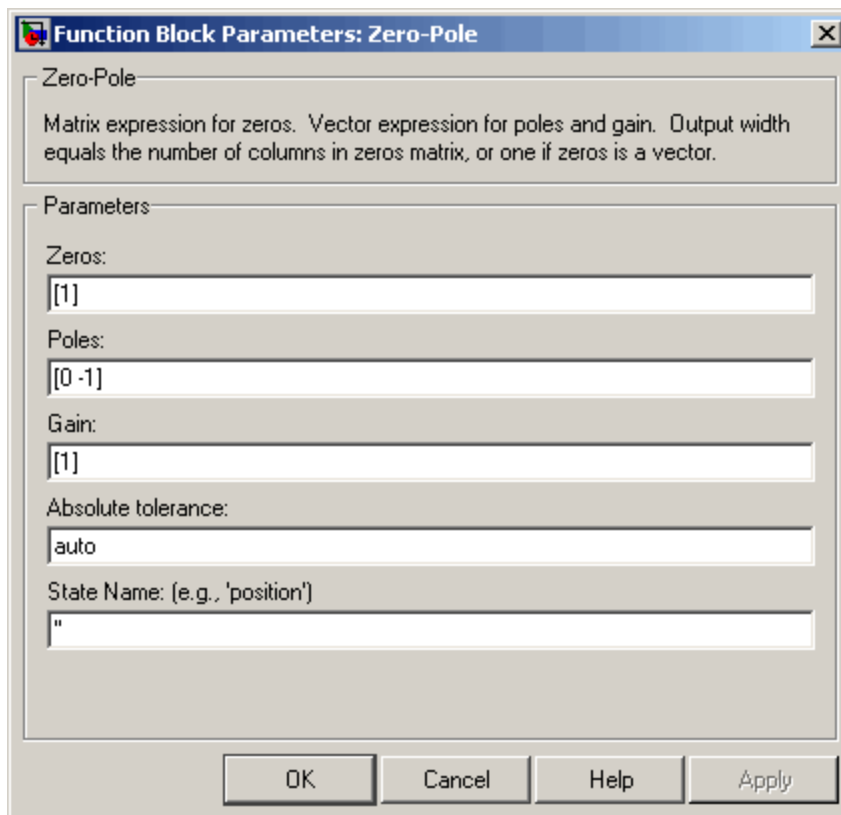 Function Block Parameters: Zero-Pole
Zero-Pole
Matrix expression for zeros.  Vector expression for poles and gain.  Output width
equals the number of columns in zeros matrix, or one if zeros is a vector.
Parameters
Zeros:
[1]
Poles:
[0 -1]
Gain:
[1]
Absolute tolerance:
auto
State Name: (e.g., 'position')
''
OK
Cancel
Help
Apply